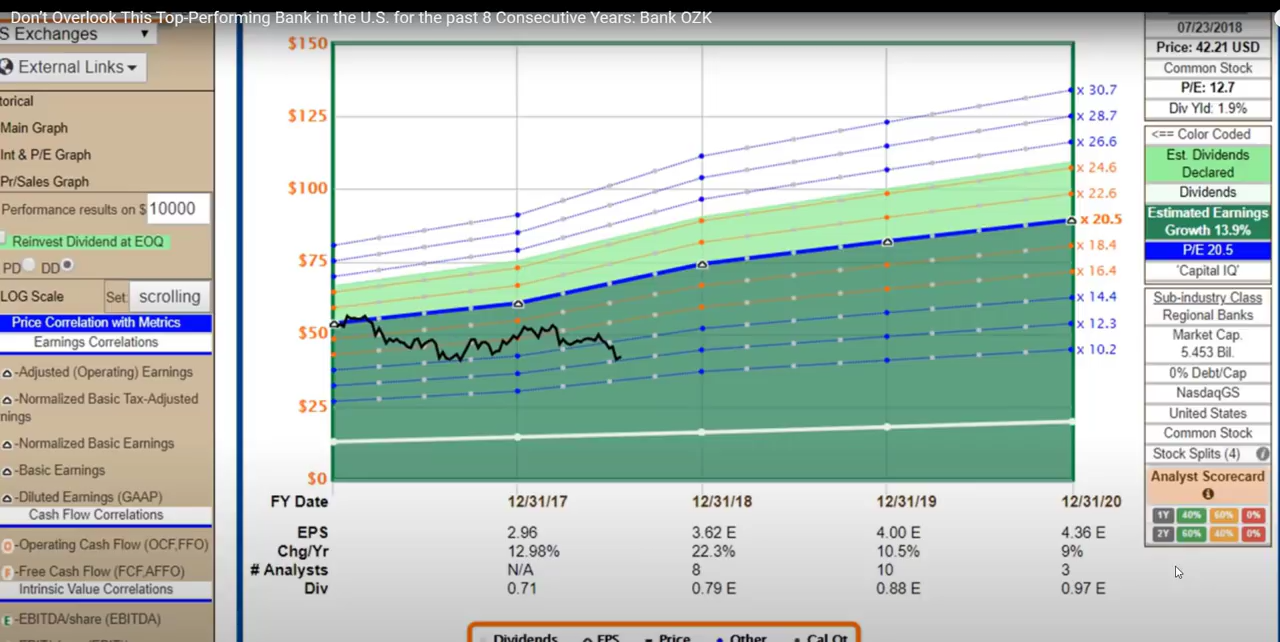 Don't Overlook This Top-Performing Bank in the U.S. for the past 8 Consecutive Years: Bank OZK
S Exchanges
External Links
torical
Main Graph
Int & P/E Graph
Pr/Sales Graph
Performance results on $ 10000
Reinvest Dividend at EOQ
PD DD
LOG Scale Set: scrolling
Price Correlation with Metrics
Earnings Correlations
-Adjusted (Operating) Earnings
-Normalized Basic Tax-Adjusted
nings
-Normalized Basic Earnings
-Basic Earnings
-Diluted Earnings (GAAP)
Cash Flow Correlations
O-Operating Cash Flow (OCF,FFO)
F-Free Cash Flow (FCF,AFFO)
Intrinsic Value Correlations
E-EBITDA/share (EBITDA)
$150
$125
$100
$75
$50
$25
$0
x 30.7
x 28.7
x 26.6
x 24.6
x 22.6
x 20.5
x 18.4
x 16.4
x 14.4
x 12.3
x 10.2
FY Date 12/31/17 12/31/18 12/31/19 12/31/20
EPS 2.96 3.62 E 4.00 E 4.36 E
Chg/Yr 12.98% 22.3% 10.5% 9%
# Analysts N/A 8 10 3
Div 0.71 0.79 E 0.88 E 0.97 E
Dividends EPS Price Other Cal Qt
07/23/2018
Price: 42.21 USD
Common Stock
P/E: 12.7
Div Yld: 1.9%
<== Color Coded
Est. Dividends
Declared
Dividends
Estimated Earnings
Growth 13.9%
P/E 20.5
'Capital IQ'
Sub-industry Class
Regional Banks
Market Cap.
5.453 Bil.
0% Debt/Cap
NasdaqGS
United States
Common Stock
Stock Splits (4)
Analyst Scorecard
1Y 40% 60% 0%
2Y 60% 40% 0%